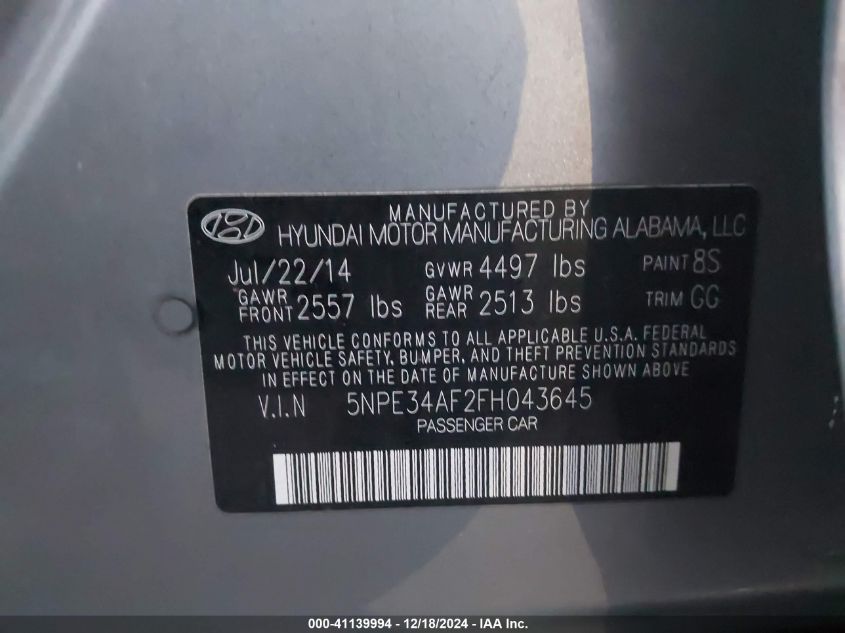 MANUFACTURED BY
HYUNDAI MOTOR MANUFACTURING ALABAMA, LLC
Jul/22/14 GVWR 4497 lbs PAINT 8S
GAWR FRONT 2557 lbs GAWR REAR 2513 lbs TRIM GG
THIS VEHICLE CONFORMS TO ALL APPLICABLE U.S.A. FEDERAL
MOTOR VEHICLE SAFETY, BUMPER, AND THEFT PREVENTION STANDARDS
IN EFFECT ON THE DATE OF MANUFACTURE SHOWN ABOVE
V.I.N 5NPE34AF2FH043645
PASSENGER CAR
000-41139994 - 12/18/2024 - IAA Inc.